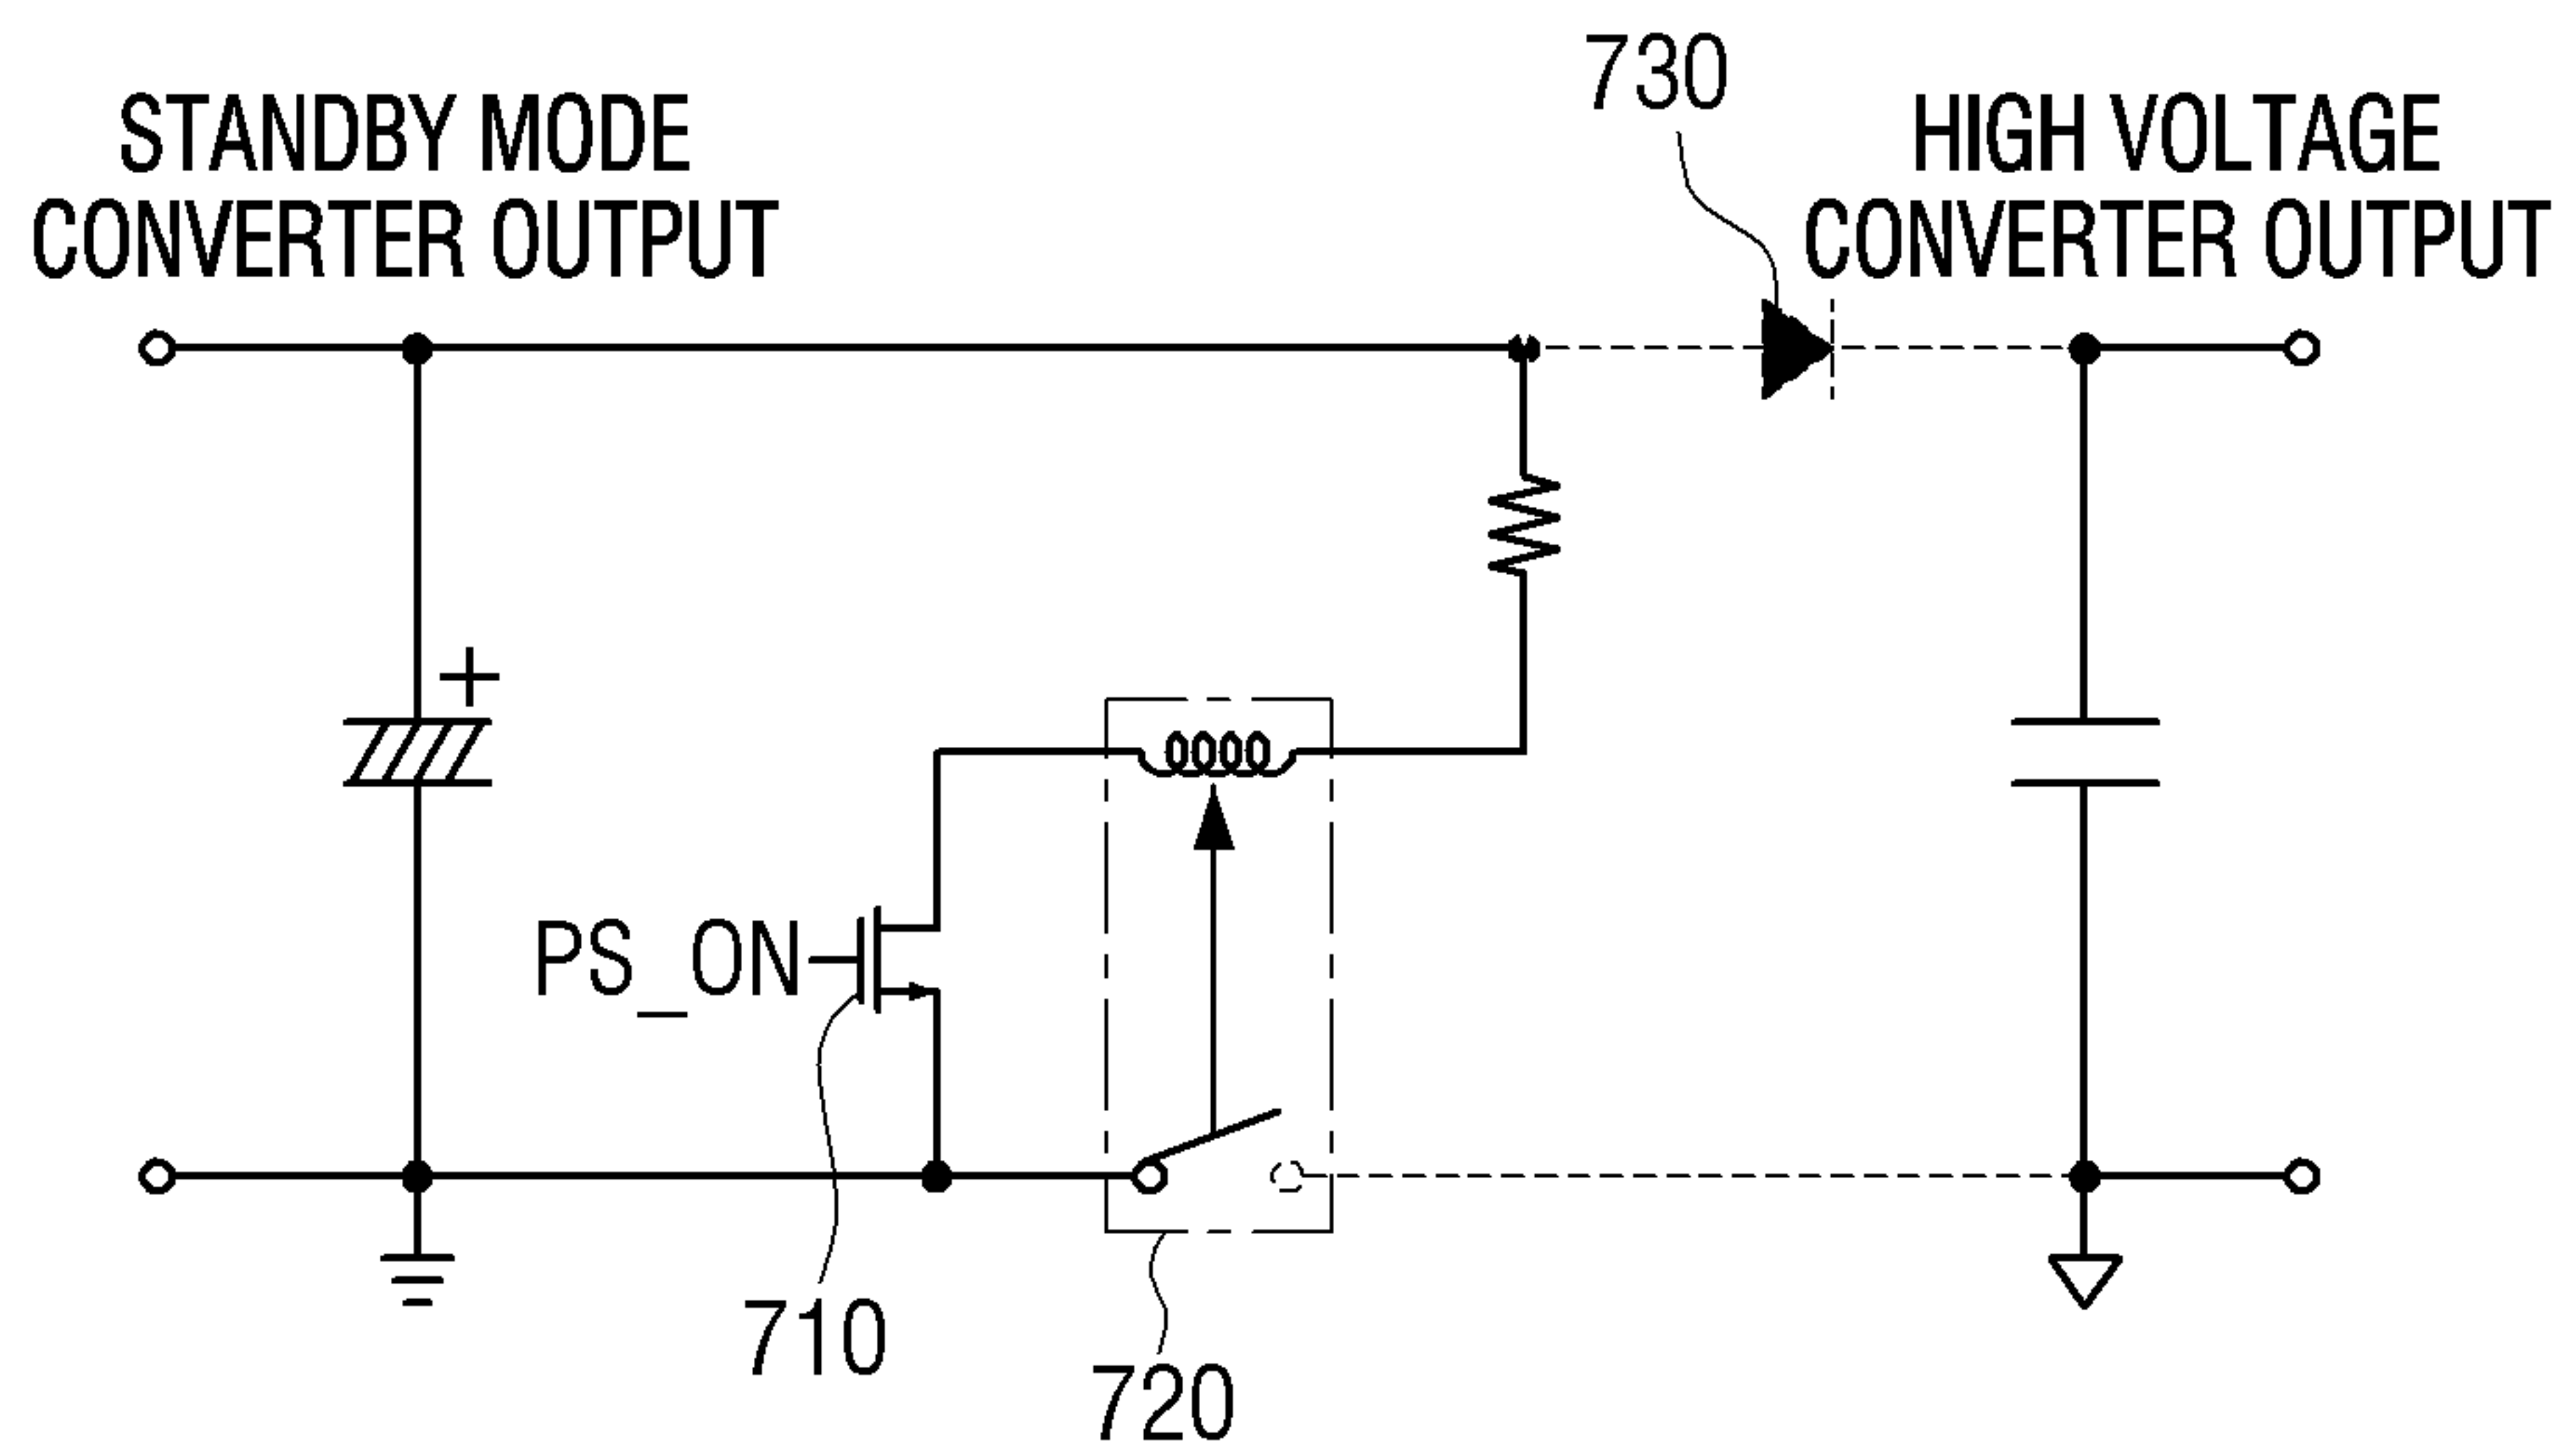 730
STANDBY MODE
CONVERTER OUTPUT
HIGH VOLTAGE
CONVERTER OUTPUT
+
PS_ON
710
720